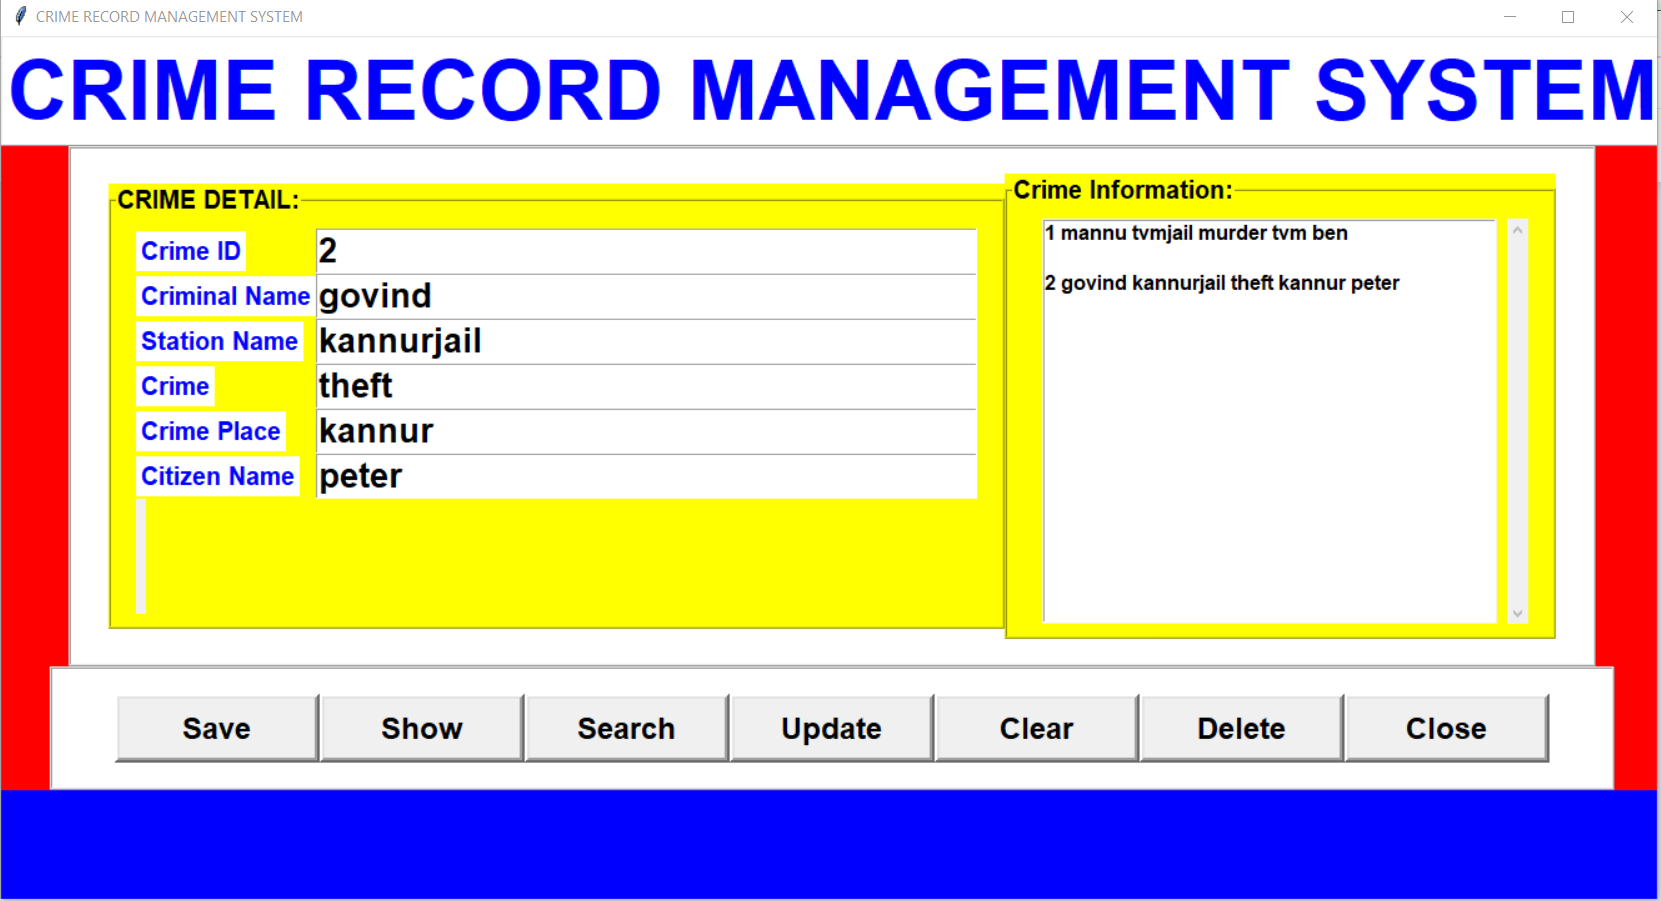 CRIME RECORD MANAGEMENT SYSTEM
CRIME RECORD MANAGEMENT SYSTEM
CRIME DETAIL:
Crime ID 2
Criminal Name govind
Station Name kannurjail
Crime theft
Crime Place kannur
Citizen Name peter
Crime Information:
1 mannu tvmjail murder tvm ben
2 govind kannurjail theft kannur peter
Save Show Search Update Clear Delete Close